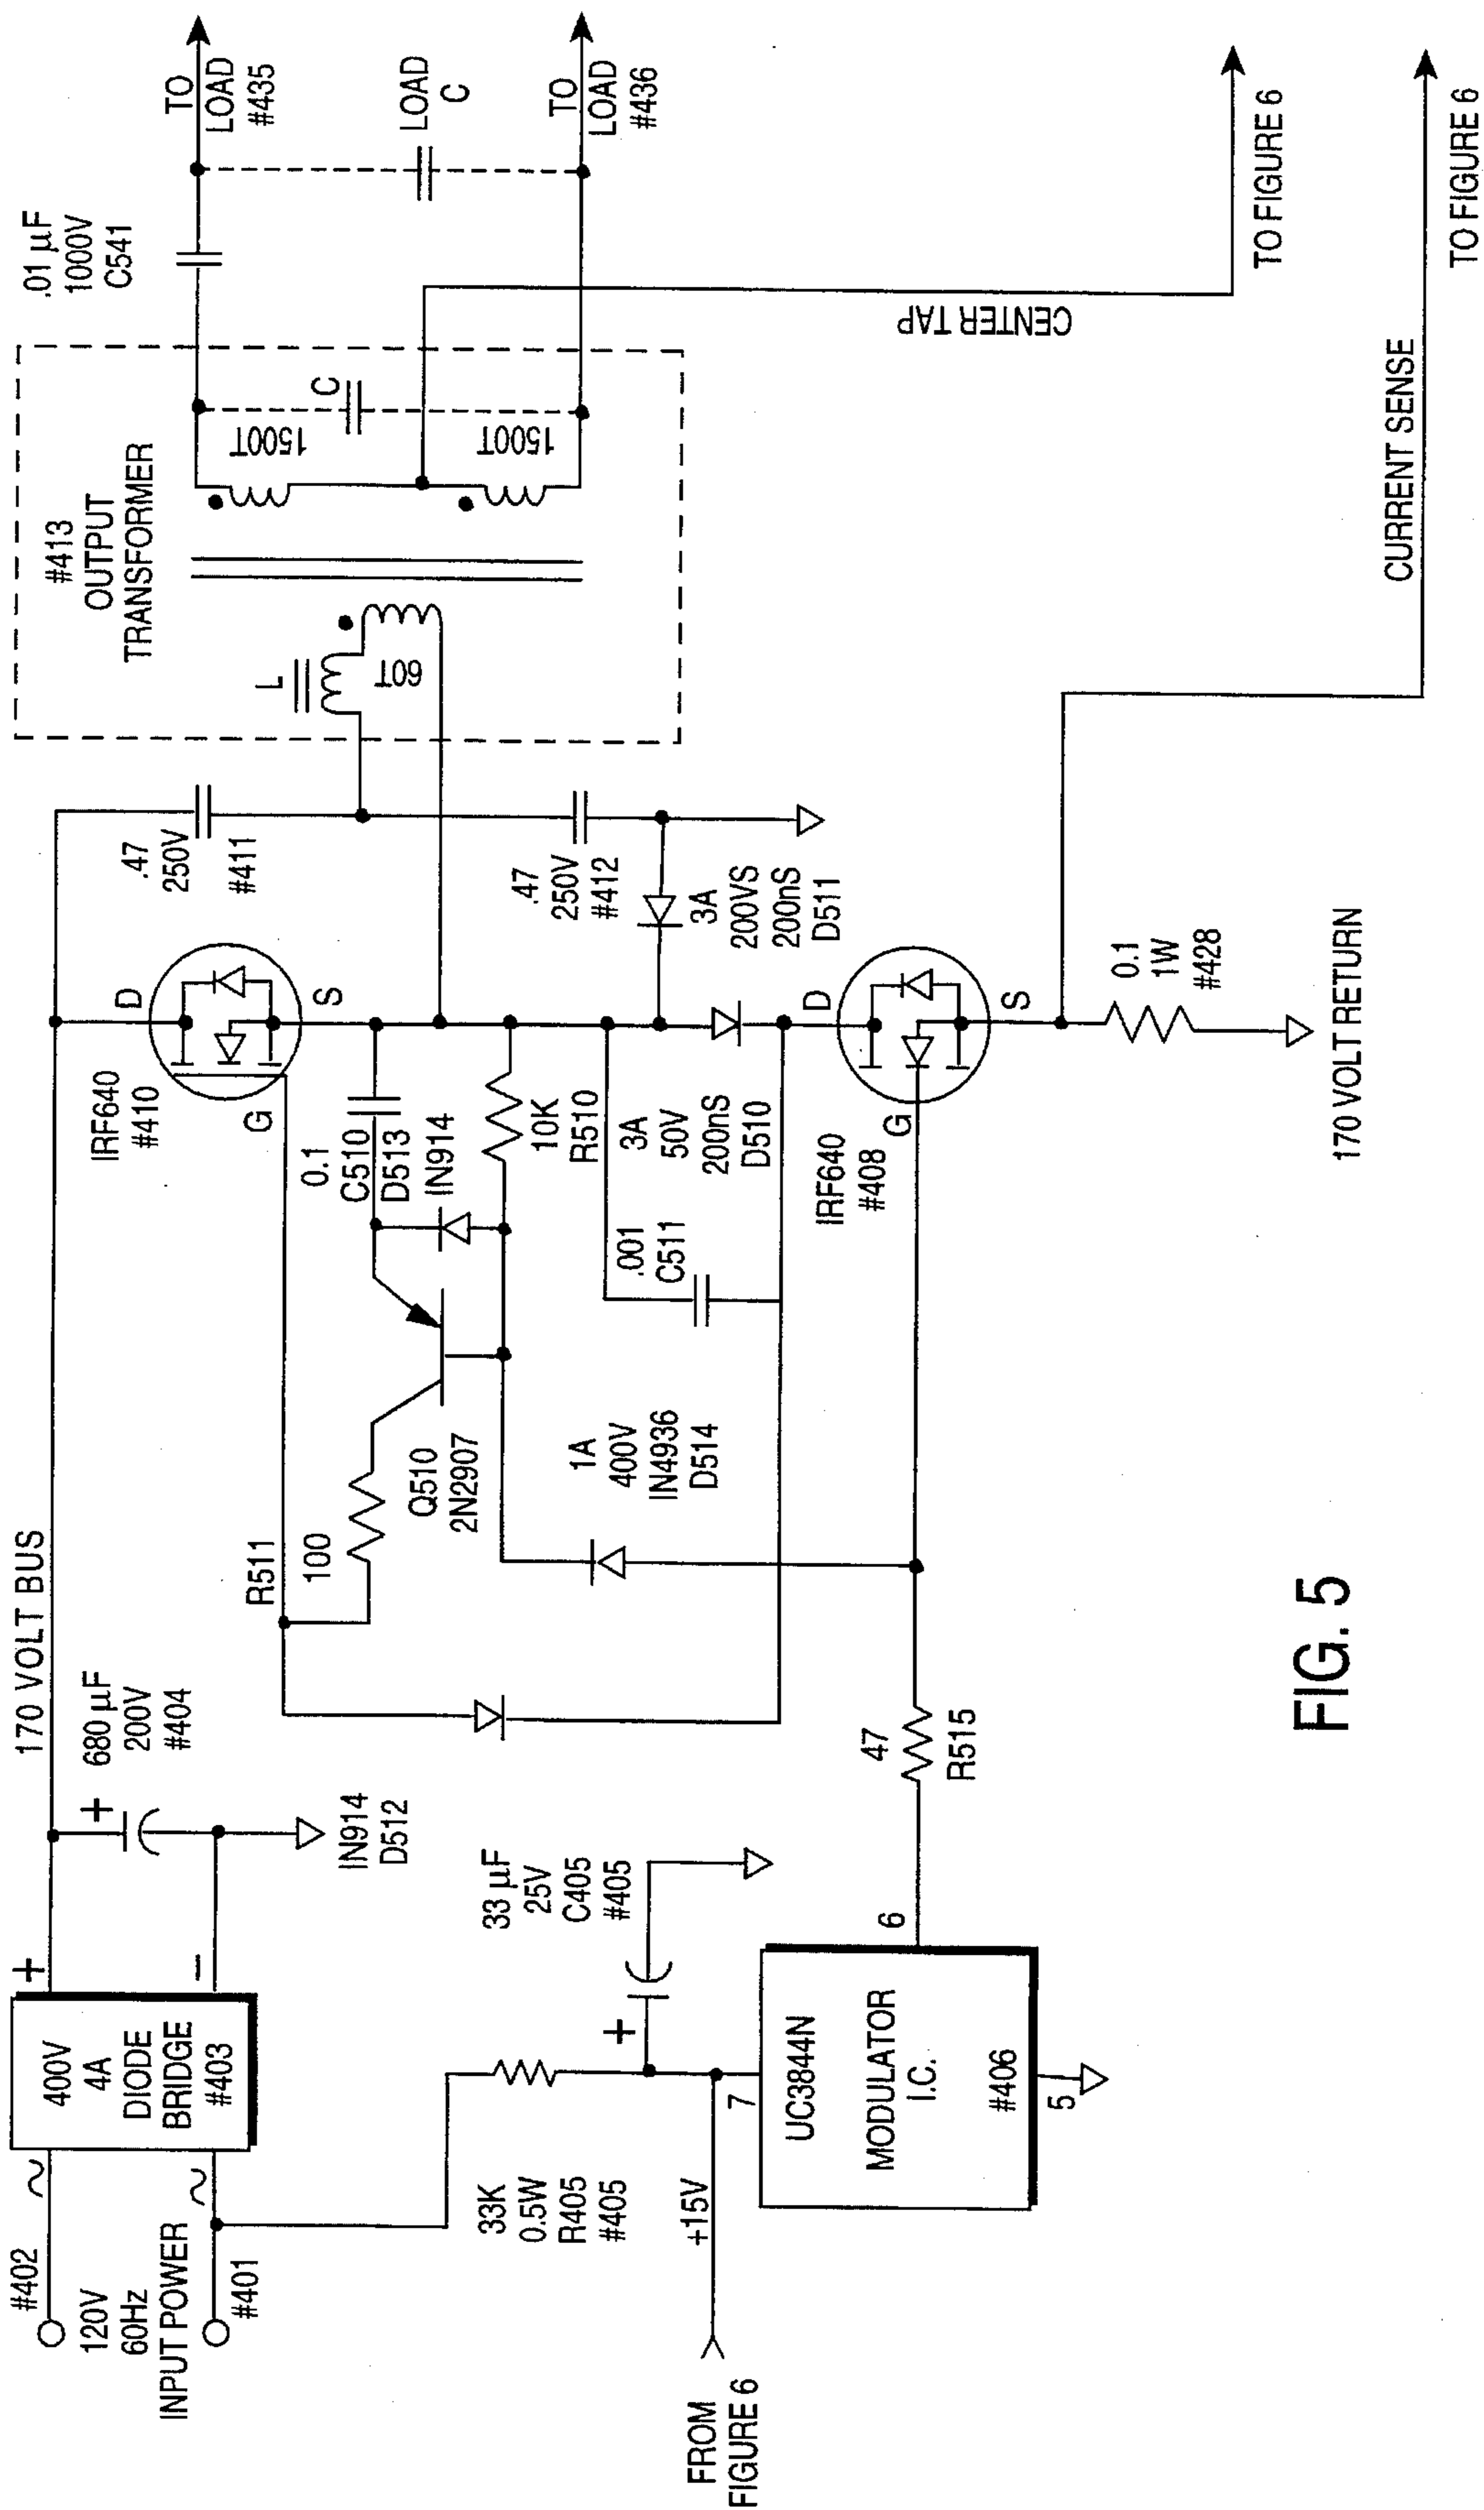 #402
120V
60Hz
INPUT POWER
#401
400V
4A
DIODE
BRIDGE
#403
+
−
~
~
170 VOLT BUS
+
680 µF
200V
#404
IN914
D512
R511
100
Q510
2N2907
IRF640
#410
D
G
S
0.1
C510
D513
IN914
10K
R510
.001
C511
3A
50V
200nS
D510
1A
400V
IN4936
D514
.47
250V
#411
.47
250V
#412
3A
200VS
200nS
D511
#413
OUTPUT
TRANSFORMER
L
60T
1500T
1500T
C
.01 µF
1000V
C541
TO
LOAD
#435
LOAD
C
TO
LOAD
#436
CENTER TAP
TO FIGURE 6
CURRENT SENSE
TO FIGURE 6
IRF640
#408
D
G
S
0.1
1W
#428
170 VOLT RETURN
33K
0.5W
R405
#405
+
33 µF
25V
C405
#405
+15V
FROM
FIGURE 6
7
UC3844N
MODULATOR
I.C.
#406
5
6
47
R515
FIG. 5